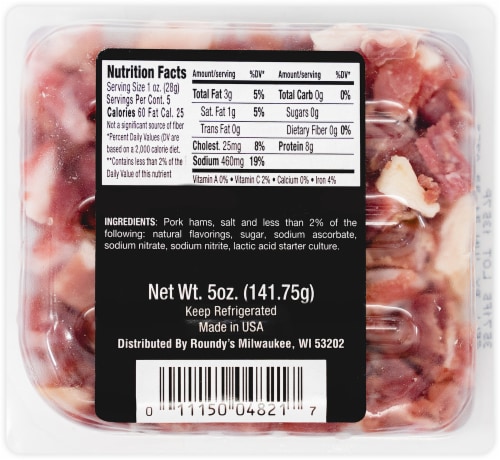 Nutrition Facts
Serving Size 1 oz. (28g)
Servings Per Cont. 5
Calories 60 Fat Cal. 25
Not a significant source of fiber
*Percent Daily Values (DV are
based on a 2,000 calorie diet.
**Contains less than 2% of the
Daily Value of this nutrient
Amount/serving %DV* Amount/serving %DV*
Total Fat 3g 5% Total Carb 0g 0%
Sat. Fat 1g 5% Sugars 0g
Trans Fat 0g Dietary Fiber 0g 0%
Cholest. 25mg 8% Protein 8g
Sodium 460mg 19%
Vitamin A 0% • Vitamin C 2% • Calcium 0% • Iron 4%
INGREDIENTS: Pork hams, salt and less than 2% of the
following: natural flavorings, sugar, sodium ascorbate,
sodium nitrate, sodium nitrite, lactic acid starter culture.
Net Wt. 5oz. (141.75g)
Keep Refrigerated
Made in USA
Distributed By Roundy's Milwaukee, WI 53202
0 11150 04821 7